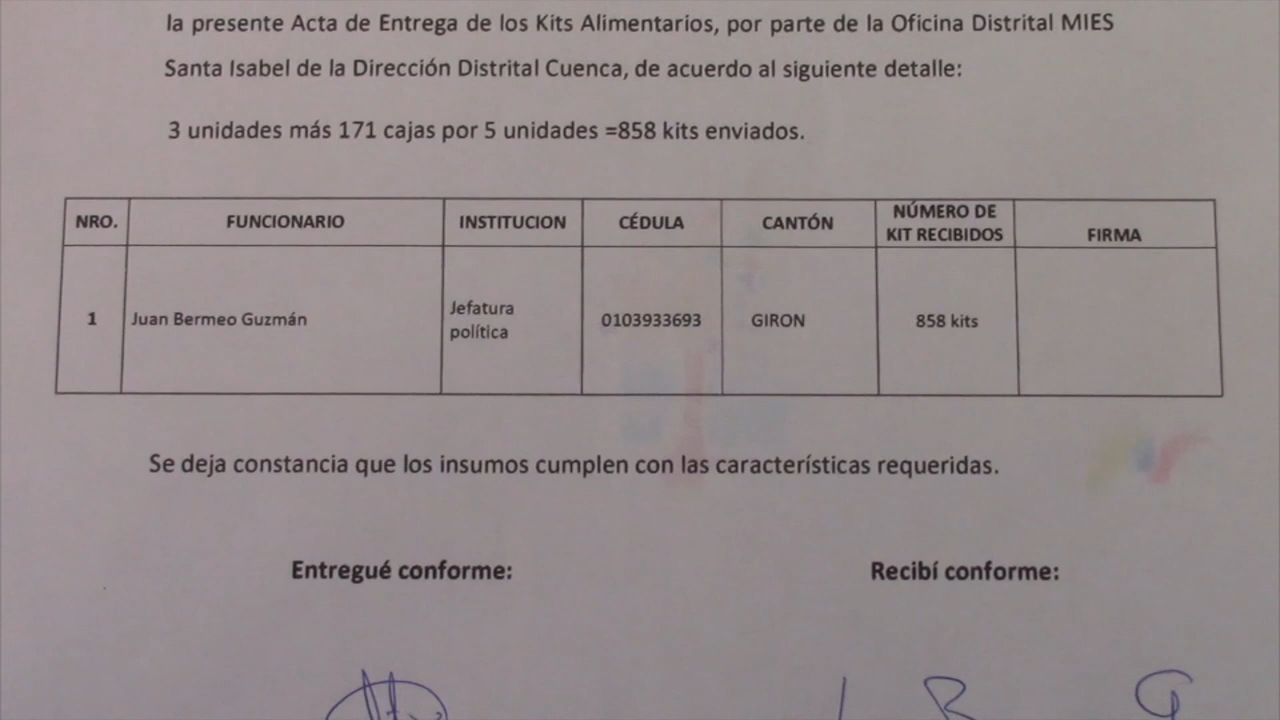 la presente Acta de Entrega de los Kits Alimentarios, por parte de la Oficina Distrital MIES
Santa Isabel de la Dirección Distrital Cuenca, de acuerdo al siguiente detalle:
3 unidades más 171 cajas por 5 unidades =858 kits enviados.
NRO. FUNCIONARIO INSTITUCION CÉDULA CANTÓN NÚMERO DE KIT RECIBIDOS FIRMA
1 Juan Bermeo Guzmán Jefatura política 0103933693 GIRON 858 kits
Se deja constancia que los insumos cumplen con las características requeridas.
Entregué conforme: Recibí conforme: